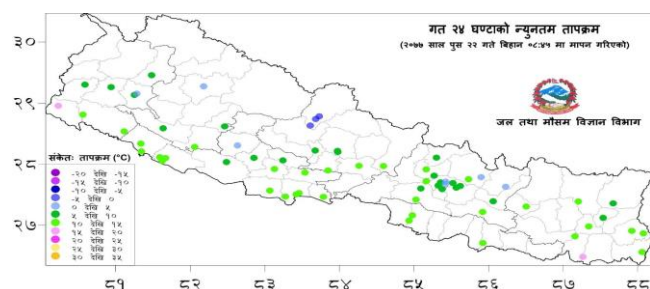 गत २४ घण्टाको न्युनतम तापक्रम
(२०७७ साल पुस २२ गते बिहान ०८:४५ मा मापन गरिएको)
३०
२९
जल तथा मौसम विज्ञान विभाग
२८
संकेतः तापक्रम (°C)
-२० देखि -१५
-१५ देखि -१०
-१० देखि -५
-५ देखि ०
० देखि ५
५ देखि १०
१० देखि १५
१५ देखि २०
२० देखि २५
२५ देखि ३०
३० देखि ३५
२७
८१ ८२ ८३ ८४ ८५ ८६ ८७ ८८